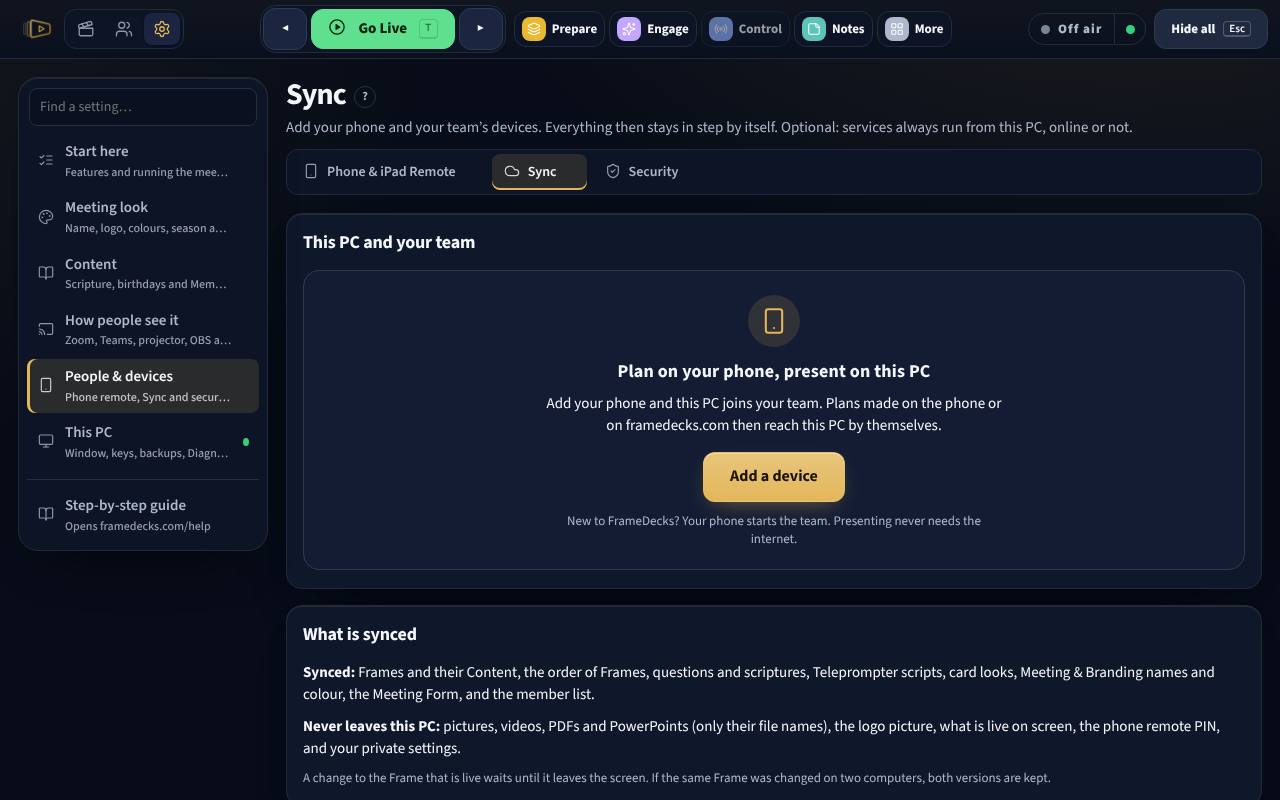 Go Live T
Prepare
Engage
Control
Notes
More
Off air
Hide all Esc
Find a setting…
Start here
Features and running the mee…
Meeting look
Name, logo, colours, season a…
Content
Scripture, birthdays and Mem…
How people see it
Zoom, Teams, projector, OBS a…
People & devices
Phone remote, Sync and secur…
This PC
Window, keys, backups, Diagn…
Step-by-step guide
Opens framedecks.com/help
Sync ?
Add your phone and your team’s devices. Everything then stays in step by itself. Optional: services always run from this PC, online or not.
Phone & iPad Remote
Sync
Security
This PC and your team
Plan on your phone, present on this PC
Add your phone and this PC joins your team. Plans made on the phone or
on framedecks.com then reach this PC by themselves.
Add a device
New to FrameDecks? Your phone starts the team. Presenting never needs the
internet.
What is synced
Synced: Frames and their Content, the order of Frames, questions and scriptures, Teleprompter scripts, card looks, Meeting & Branding names and
colour, the Meeting Form, and the member list.
Never leaves this PC: pictures, videos, PDFs and PowerPoints (only their file names), the logo picture, what is live on screen, the phone remote PIN,
and your private settings.
A change to the Frame that is live waits until it leaves the screen. If the same Frame was changed on two computers, both versions are kept.